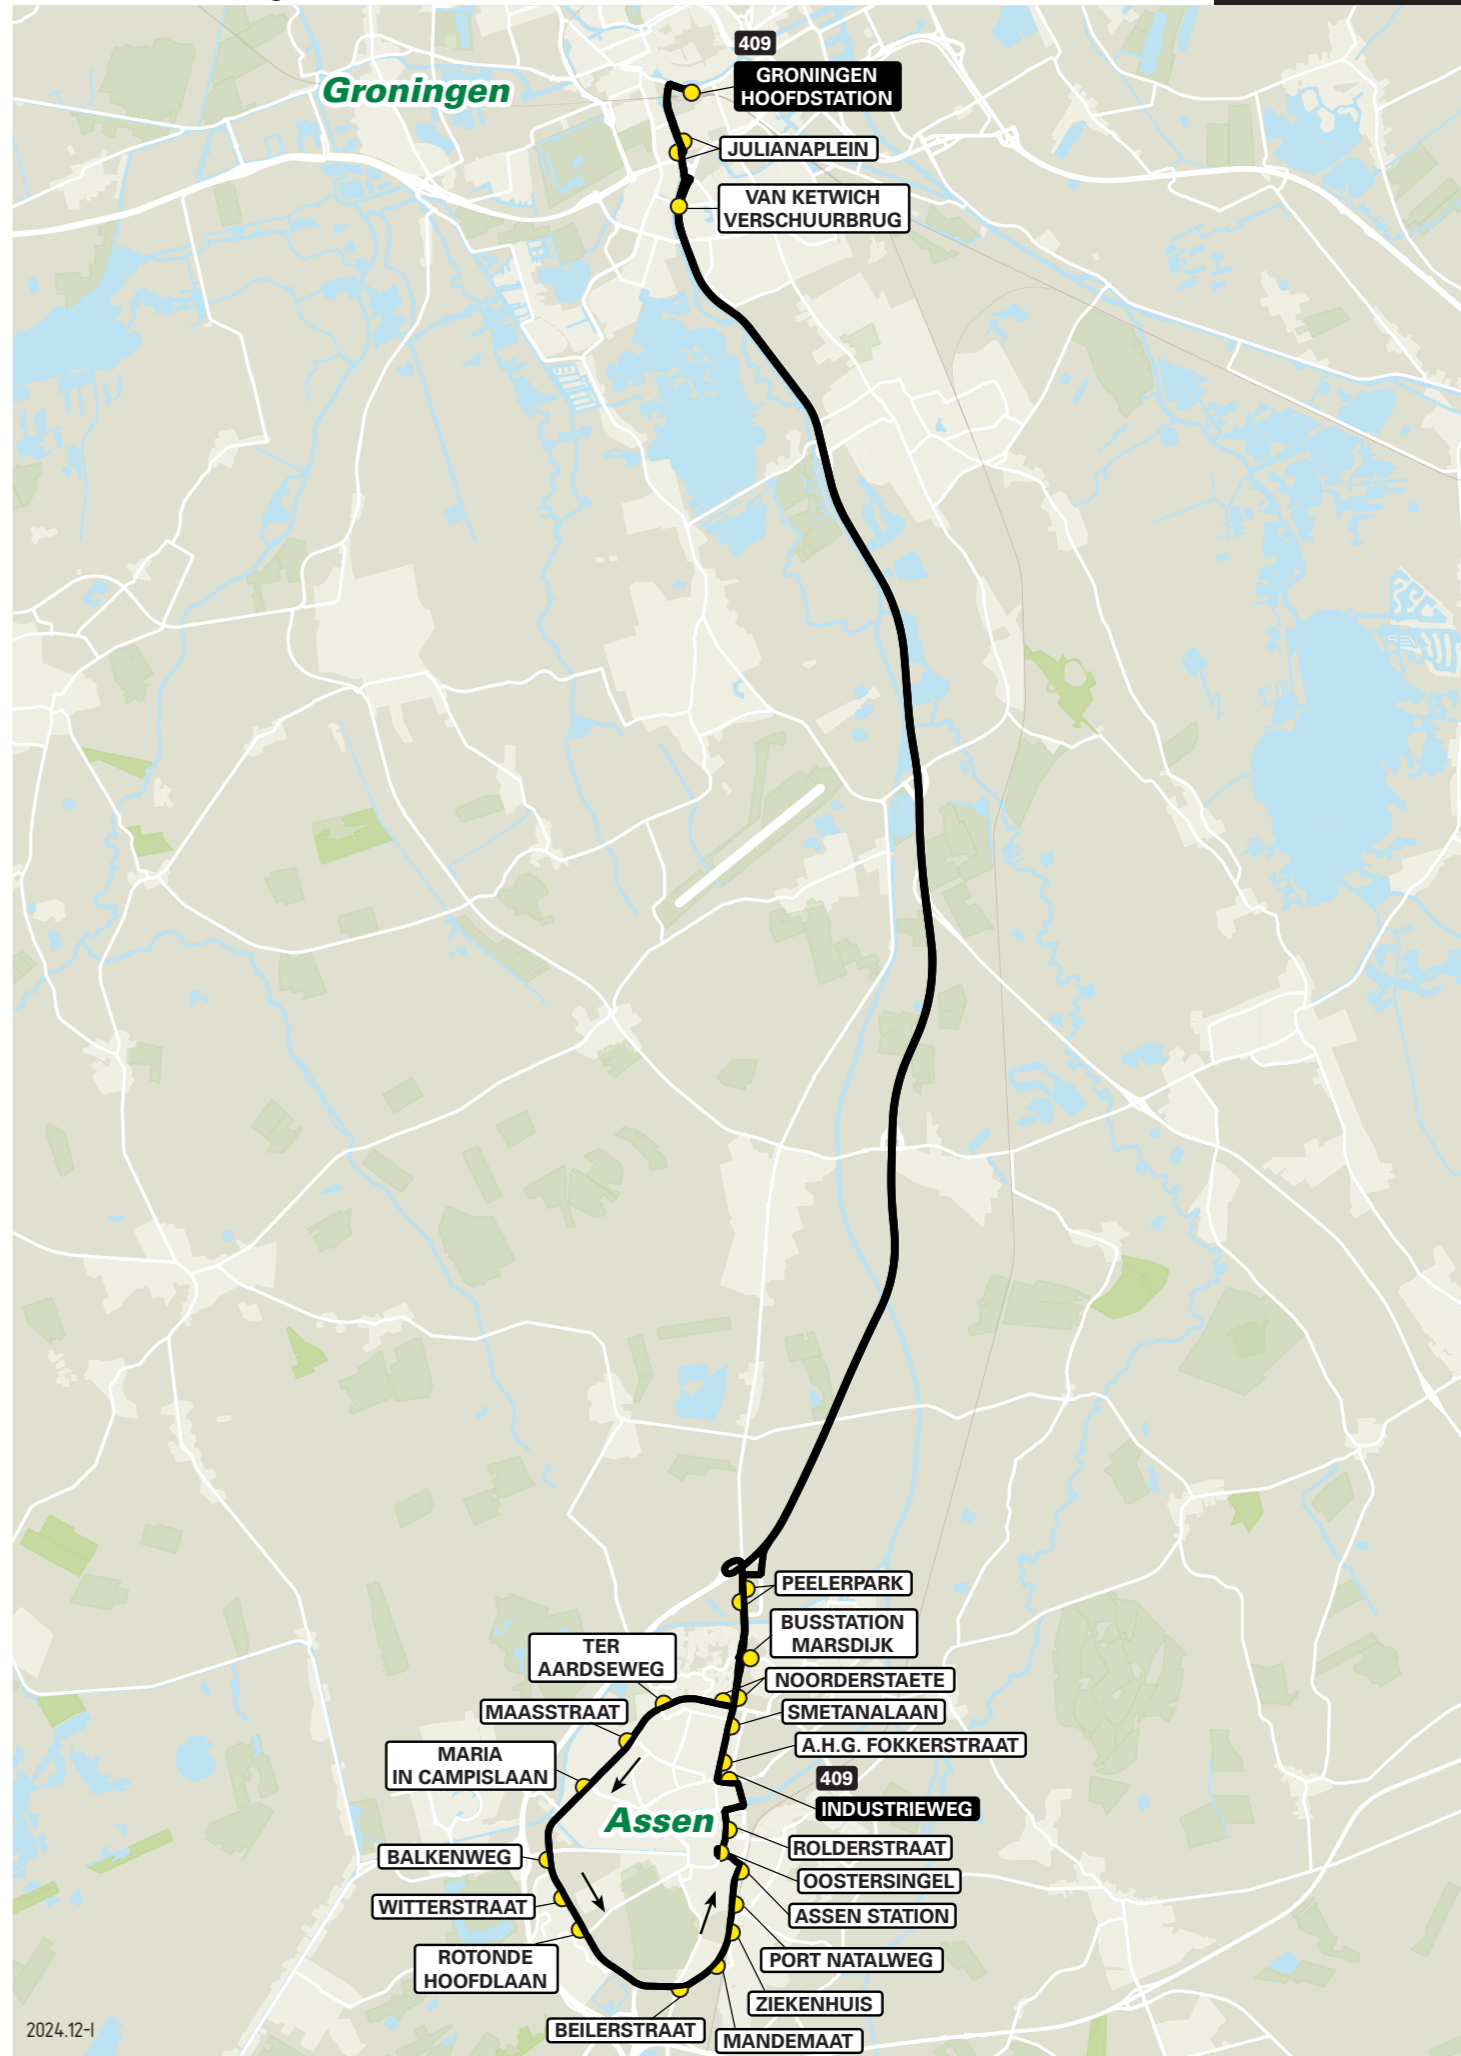 409
GRONINGEN
HOOFDSTATION
Groningen
JULIANAPLEIN
VAN KETWICH
VERSCHUURBRUG
PEELERPARK
BUSSTATION
MARSDIJK
TER
AARDSEWEG
NOORDERSTAETE
MAASSTRAAT
SMETANALAAN
A.H.G. FOKKERSTRAAT
MARIA
IN CAMPISLAAN
409
INDUSTRIEWEG
Assen
ROLDERSTRAAT
BALKENWEG
OOSTERSINGEL
WITTERSTRAAT
ASSEN STATION
ROTONDE
HOOFDLAAN
PORT NATALWEG
ZIEKENHUIS
BEILERSTRAAT
MANDEMAAT
2024.12-I